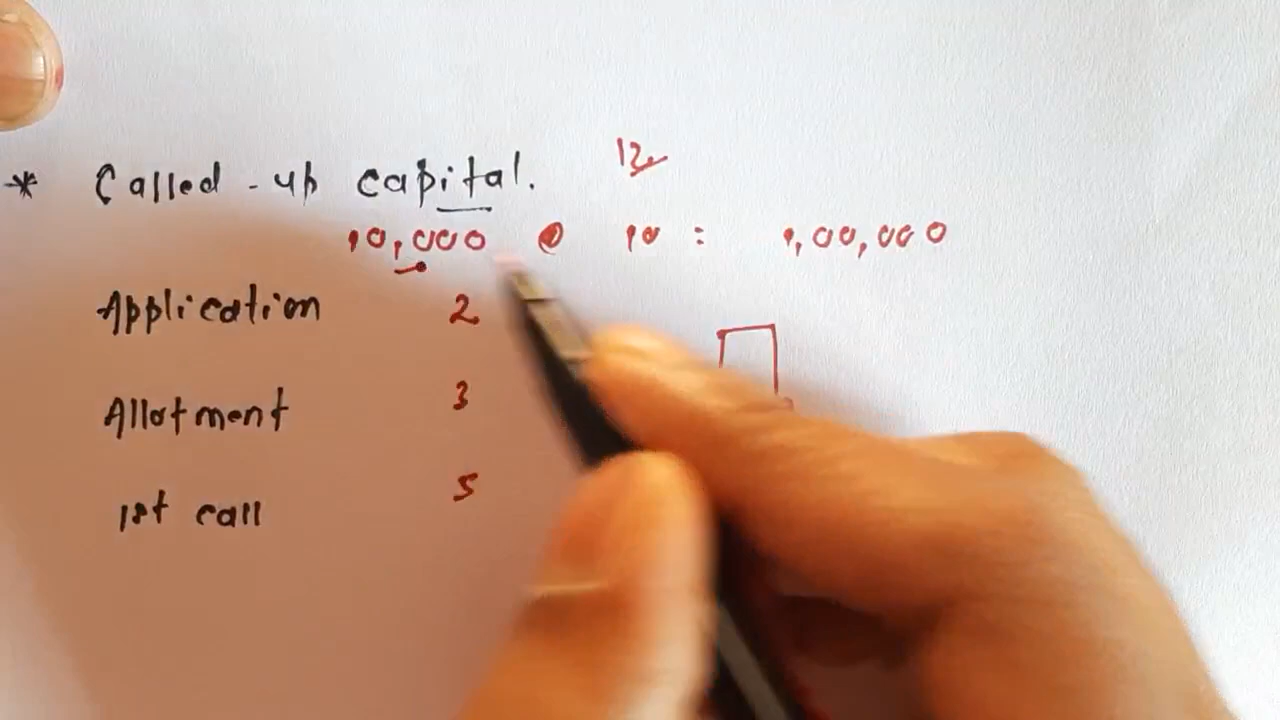 * Called-up capital. 12
10,000 @ 10 : 1,00,000
Application 2
Allotment 3
1st call 5